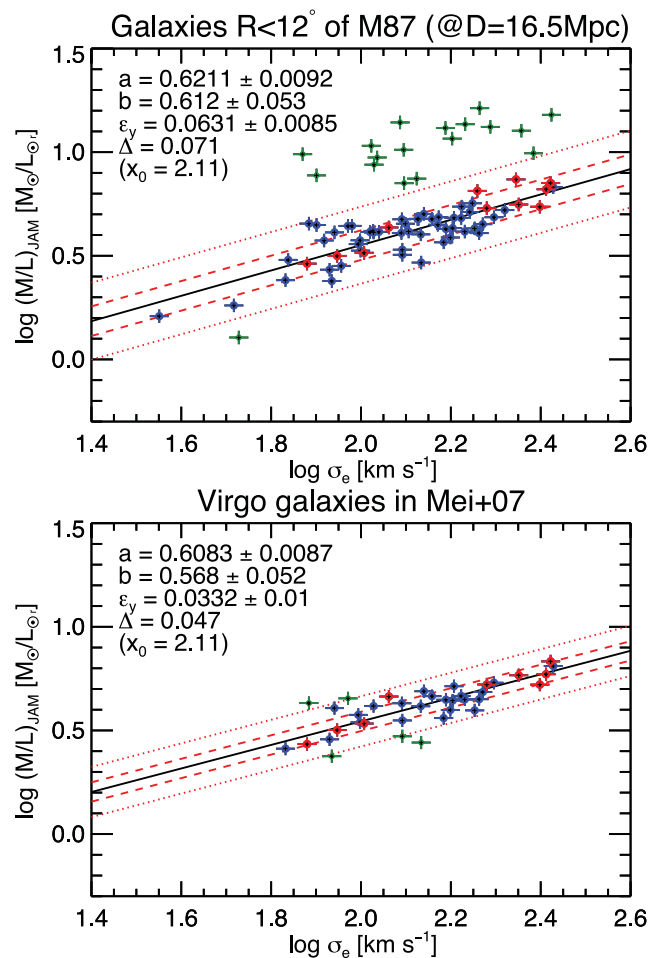 Galaxies R<12° of M87 (@D=16.5Mpc)
a = 0.6211 ± 0.0092
b = 0.612 ± 0.053
εy = 0.0631 ± 0.0085
Δ = 0.071
(x₀ = 2.11)
log (M/L)JAM [M⊙/L⊙r]
1.5
1.0
0.5
0.0
1.4 1.6 1.8 2.0 2.2 2.4 2.6
log σe [km s⁻¹]
Virgo galaxies in Mei+07
a = 0.6083 ± 0.0087
b = 0.568 ± 0.052
εy = 0.0332 ± 0.01
Δ = 0.047
(x₀ = 2.11)
log (M/L)JAM [M⊙/L⊙r]
1.5
1.0
0.5
0.0
1.4 1.6 1.8 2.0 2.2 2.4 2.6
log σe [km s⁻¹]